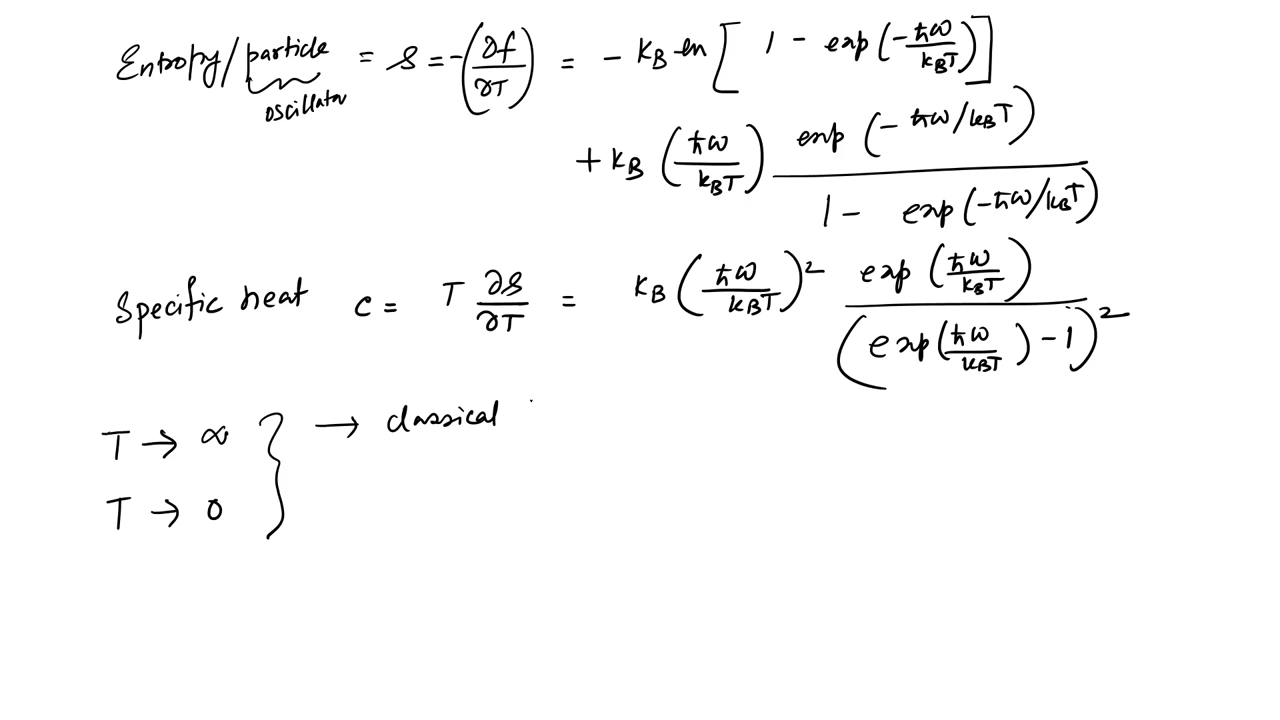 Entropy/particle = s = -(∂f/∂T) = - k_B ln [ 1 - exp(-ħω/k_BT) ]
oscillator
+ k_B (ħω/k_BT) exp(-ħω/k_BT) / 1 - exp(-ħω/k_BT)
Specific heat c = T ∂s/∂T = k_B (ħω/k_BT)² exp(ħω/k_BT) / (exp(ħω/k_BT) - 1)²
T → ∞ } → classical
T → 0